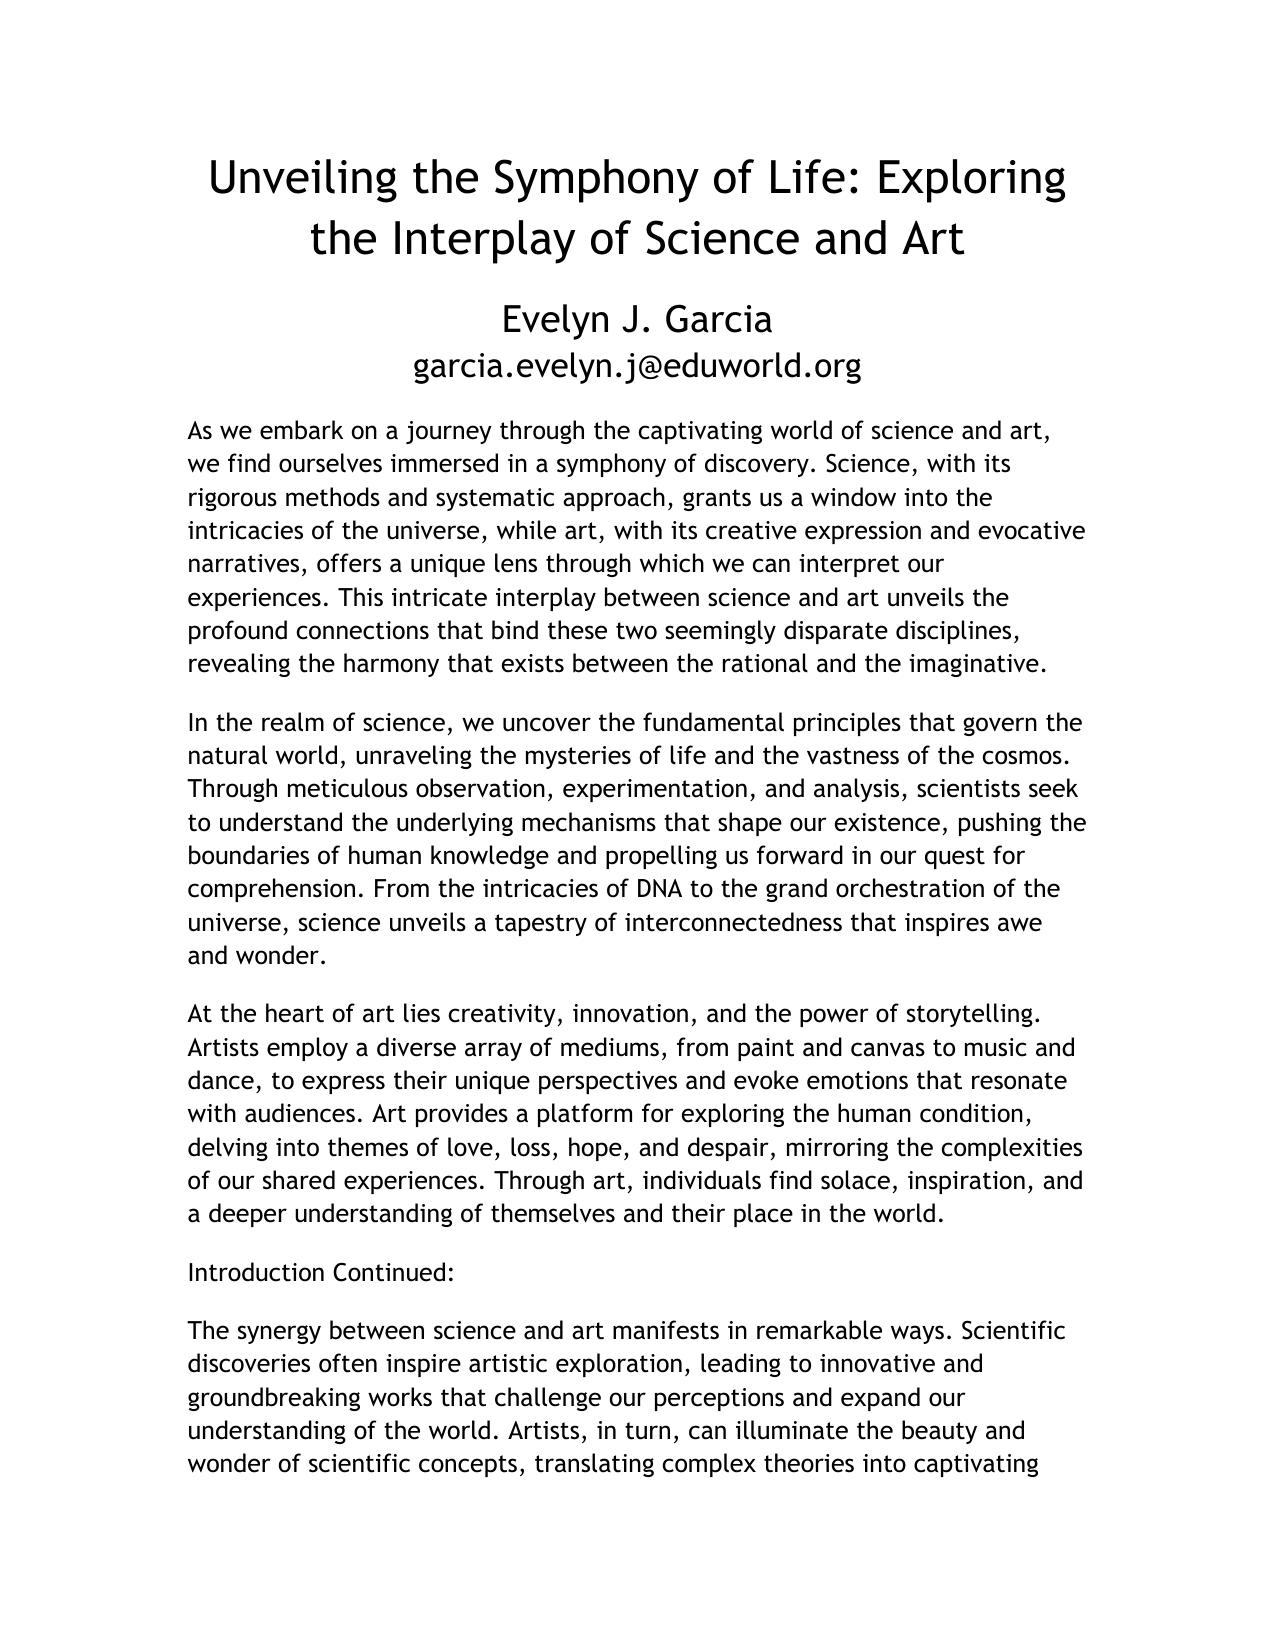 Unveiling the Symphony of Life: Exploring
the Interplay of Science and Art
Evelyn J. Garcia
garcia.evelyn.j@eduworld.org
As we embark on a journey through the captivating world of science and art,
we find ourselves immersed in a symphony of discovery. Science, with its
rigorous methods and systematic approach, grants us a window into the
intricacies of the universe, while art, with its creative expression and evocative
narratives, offers a unique lens through which we can interpret our
experiences. This intricate interplay between science and art unveils the
profound connections that bind these two seemingly disparate disciplines,
revealing the harmony that exists between the rational and the imaginative.
In the realm of science, we uncover the fundamental principles that govern the
natural world, unraveling the mysteries of life and the vastness of the cosmos.
Through meticulous observation, experimentation, and analysis, scientists seek
to understand the underlying mechanisms that shape our existence, pushing the
boundaries of human knowledge and propelling us forward in our quest for
comprehension. From the intricacies of DNA to the grand orchestration of the
universe, science unveils a tapestry of interconnectedness that inspires awe
and wonder.
At the heart of art lies creativity, innovation, and the power of storytelling.
Artists employ a diverse array of mediums, from paint and canvas to music and
dance, to express their unique perspectives and evoke emotions that resonate
with audiences. Art provides a platform for exploring the human condition,
delving into themes of love, loss, hope, and despair, mirroring the complexities
of our shared experiences. Through art, individuals find solace, inspiration, and
a deeper understanding of themselves and their place in the world.
Introduction Continued:
The synergy between science and art manifests in remarkable ways. Scientific
discoveries often inspire artistic exploration, leading to innovative and
groundbreaking works that challenge our perceptions and expand our
understanding of the world. Artists, in turn, can illuminate the beauty and
wonder of scientific concepts, translating complex theories into captivating